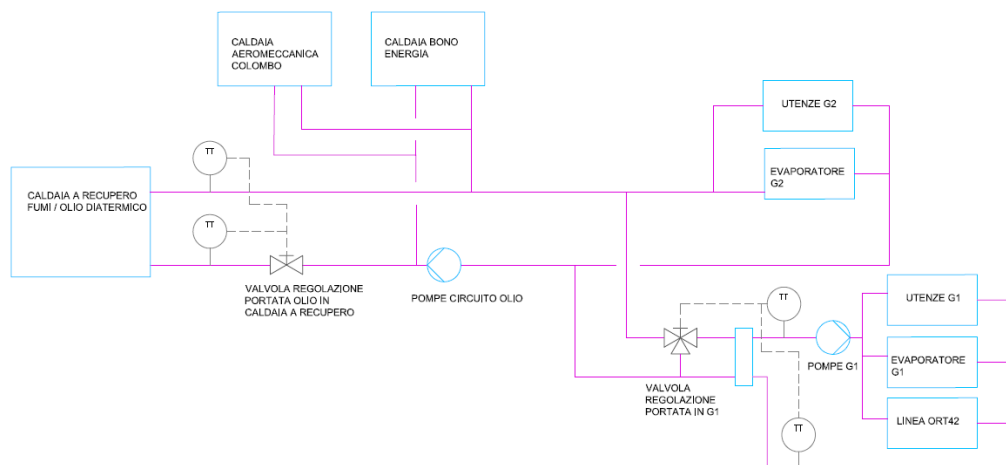 CALDAIA
AEROMECCANICA
COLOMBO
CALDAIA BONO
ENERGIA
UTENZE G2
TT
EVAPORATORE
G2
CALDAIA A RECUPERO
FUMI / OLIO DIATERMICO
TT
VALVOLA REGOLAZIONE
PORTATA OLIO IN
CALDAIA A RECUPERO
POMPE CIRCUITO OLIO
TT
UTENZE G1
POMPE G1
EVAPORATORE
G1
VALVOLA
REGOLAZIONE
PORTATA IN G1
LINEA ORT42
TT